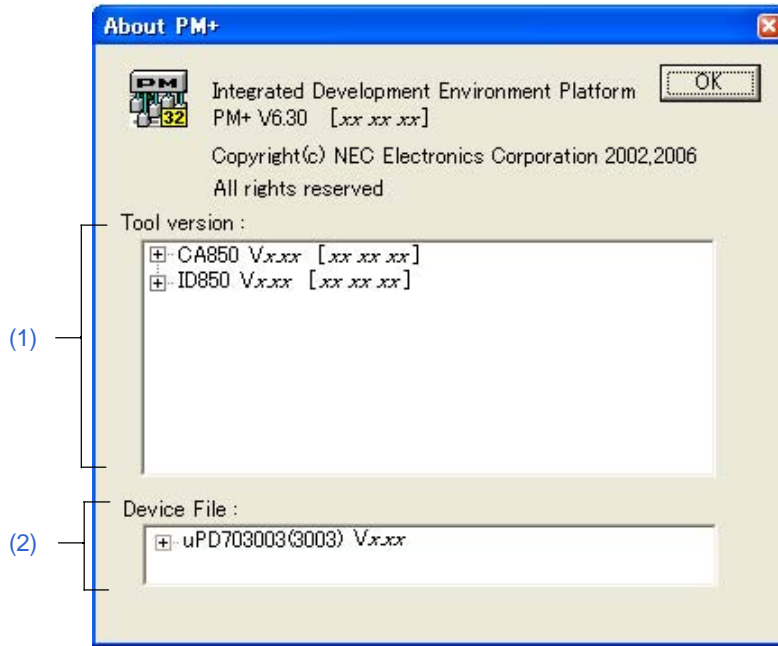 About PM+
PM
32
Integrated Development Environment Platform
OK
PM+ V6.30 [xx xx xx]
Copyright(c) NEC Electronics Corporation 2002,2006
All rights reserved
Tool version :
CA850 Vx.xx [xx xx xx]
ID850 Vx.xx [xx xx xx]
(1)
Device File :
uPD703003(3003) Vx.xx
(2)